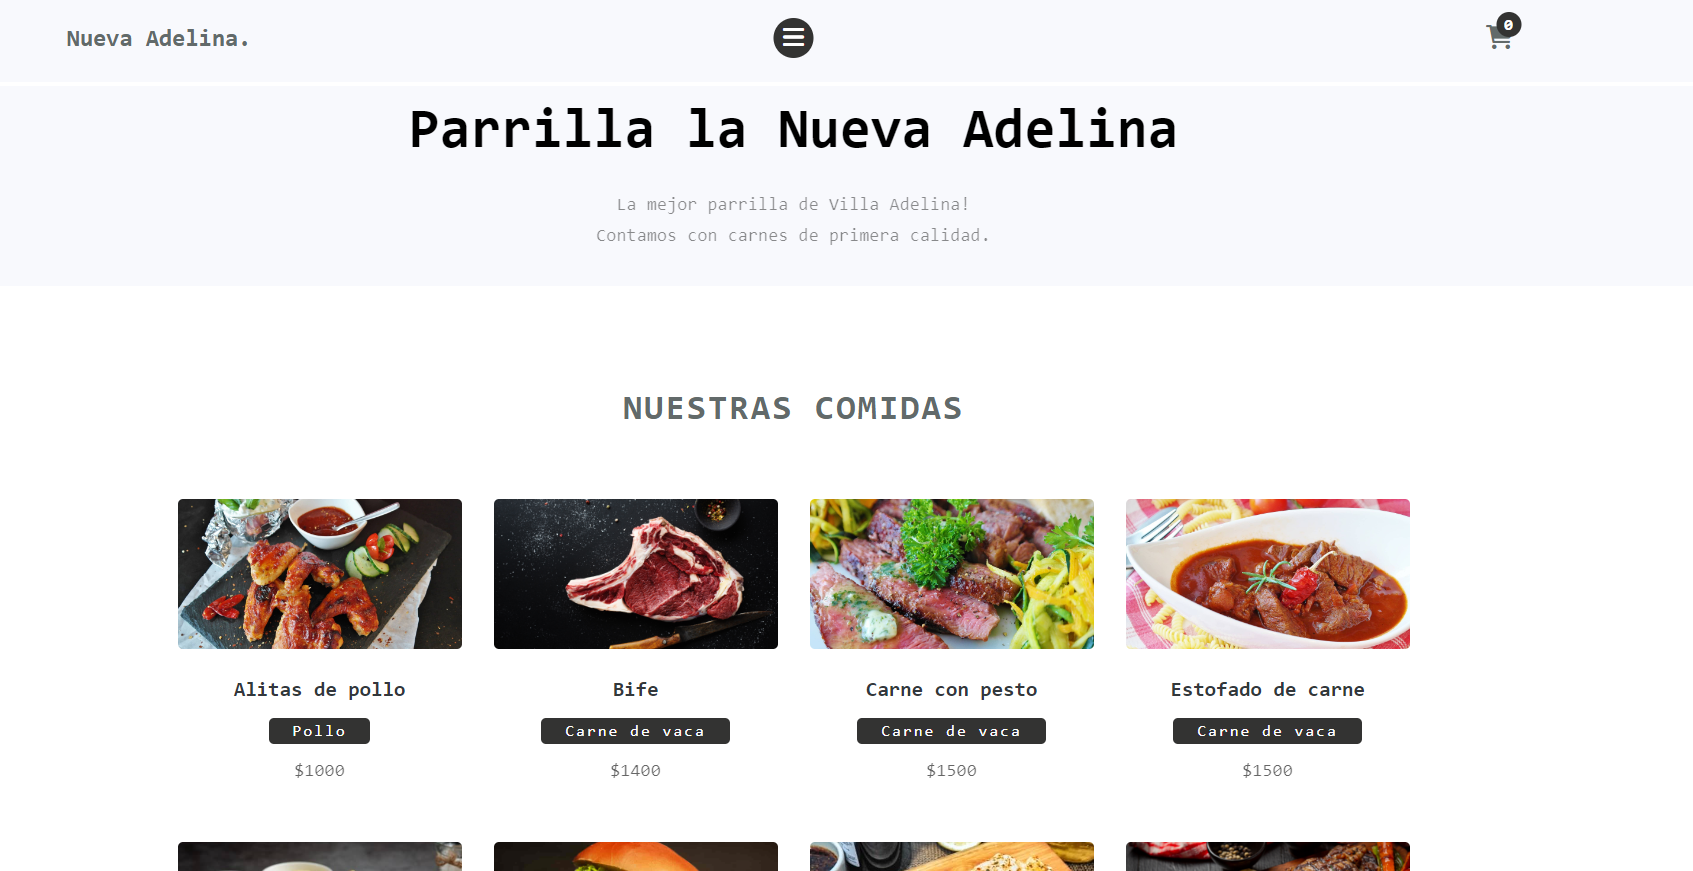 Nueva Adelina.
0
Parrilla la Nueva Adelina
La mejor parrilla de Villa Adelina!
Contamos con carnes de primera calidad.
NUESTRAS COMIDAS
Alitas de pollo
Pollo
$1000
Bife
Carne de vaca
$1400
Carne con pesto
Carne de vaca
$1500
Estofado de carne
Carne de vaca
$1500